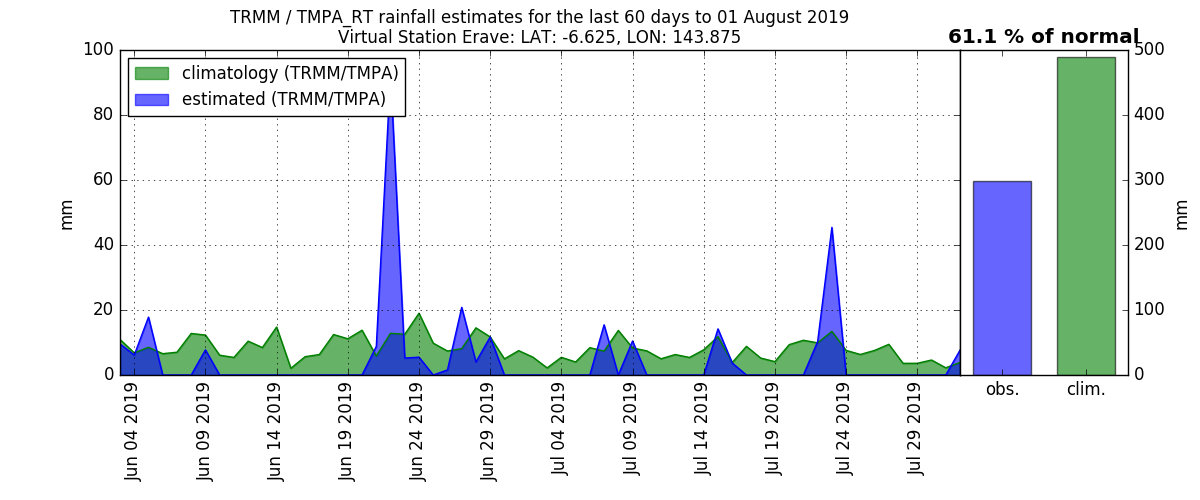 TRMM / TMPA_RT rainfall estimates for the last 60 days to 01 August 2019
Virtual Station Erave: LAT: -6.625, LON: 143.875
61.1 % of normal
climatology (TRMM/TMPA)
estimated (TRMM/TMPA)
100
80
60
40
20
0
mm
Jun 04 2019
Jun 09 2019
Jun 14 2019
Jun 19 2019
Jun 24 2019
Jun 29 2019
Jul 04 2019
Jul 09 2019
Jul 14 2019
Jul 19 2019
Jul 24 2019
Jul 29 2019
500
400
300
200
100
0
mm
obs.
clim.